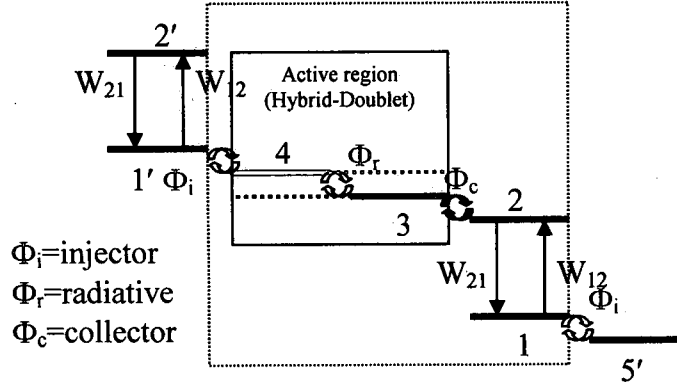 2′
W21 W12
Active region
(Hybrid-Doublet)
1′ Φi
4
Φr
Φc
3
2
W21 W12
Φi
1
5′
Φi=injector
Φr=radiative
Φc=collector